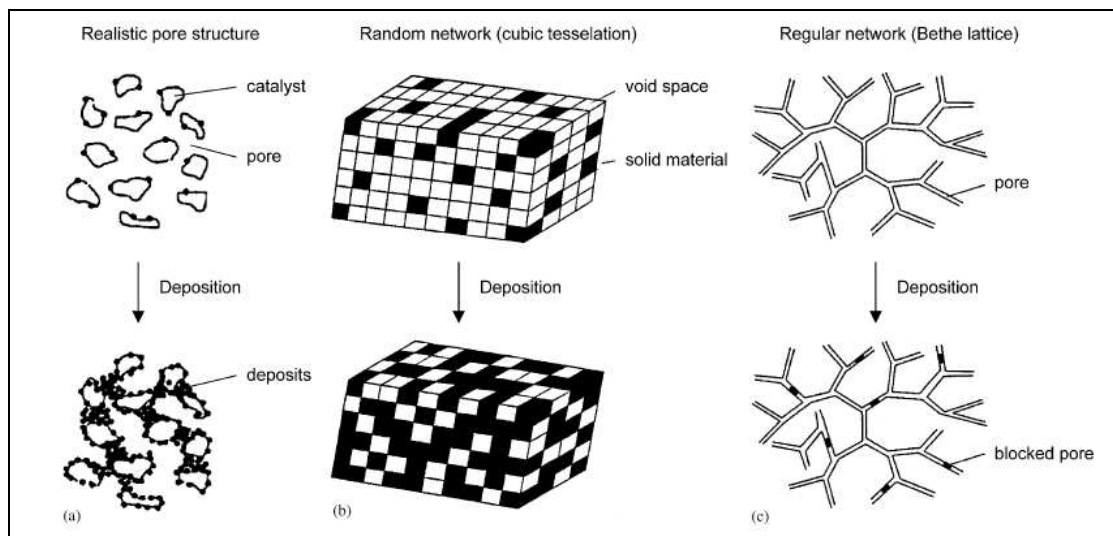 Realistic pore structure
catalyst
pore
Deposition
deposits
(a)
Random network (cubic tesselation)
void space
solid material
Deposition
(b)
Regular network (Bethe lattice)
pore
Deposition
blocked pore
(c)